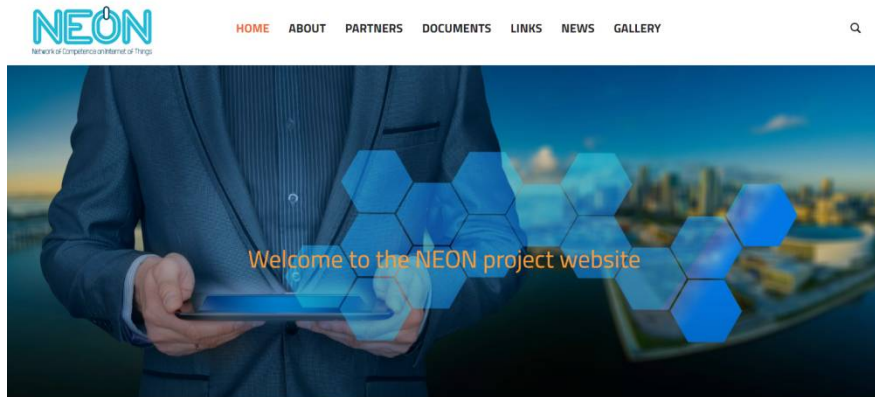 NEON
Network of Competence on Internet of Things
HOME ABOUT PARTNERS DOCUMENTS LINKS NEWS GALLERY
Welcome to the NEON project website